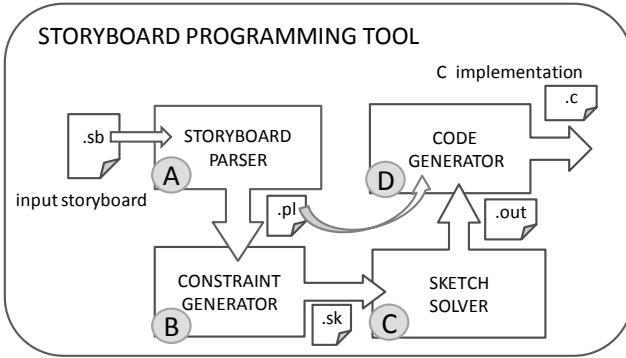 STORYBOARD PROGRAMMING TOOL
C implementation
.c
.sb
STORYBOARD
PARSER
A
CODE
GENERATOR
D
input storyboard
.pl
.out
CONSTRAINT
GENERATOR
B
.sk
SKETCH
SOLVER
C